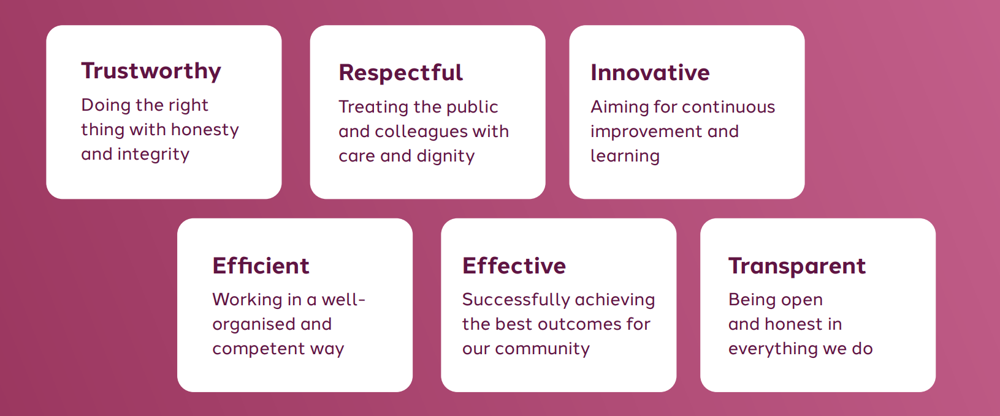 Trustworthy
Doing the right
thing with honesty
and integrity
Respectful
Treating the public
and colleagues with
care and dignity
Innovative
Aiming for continuous
improvement and
learning
Efficient
Working in a well-
organised and
competent way
Effective
Successfully achieving
the best outcomes for
our community
Transparent
Being open
and honest in
everything we do